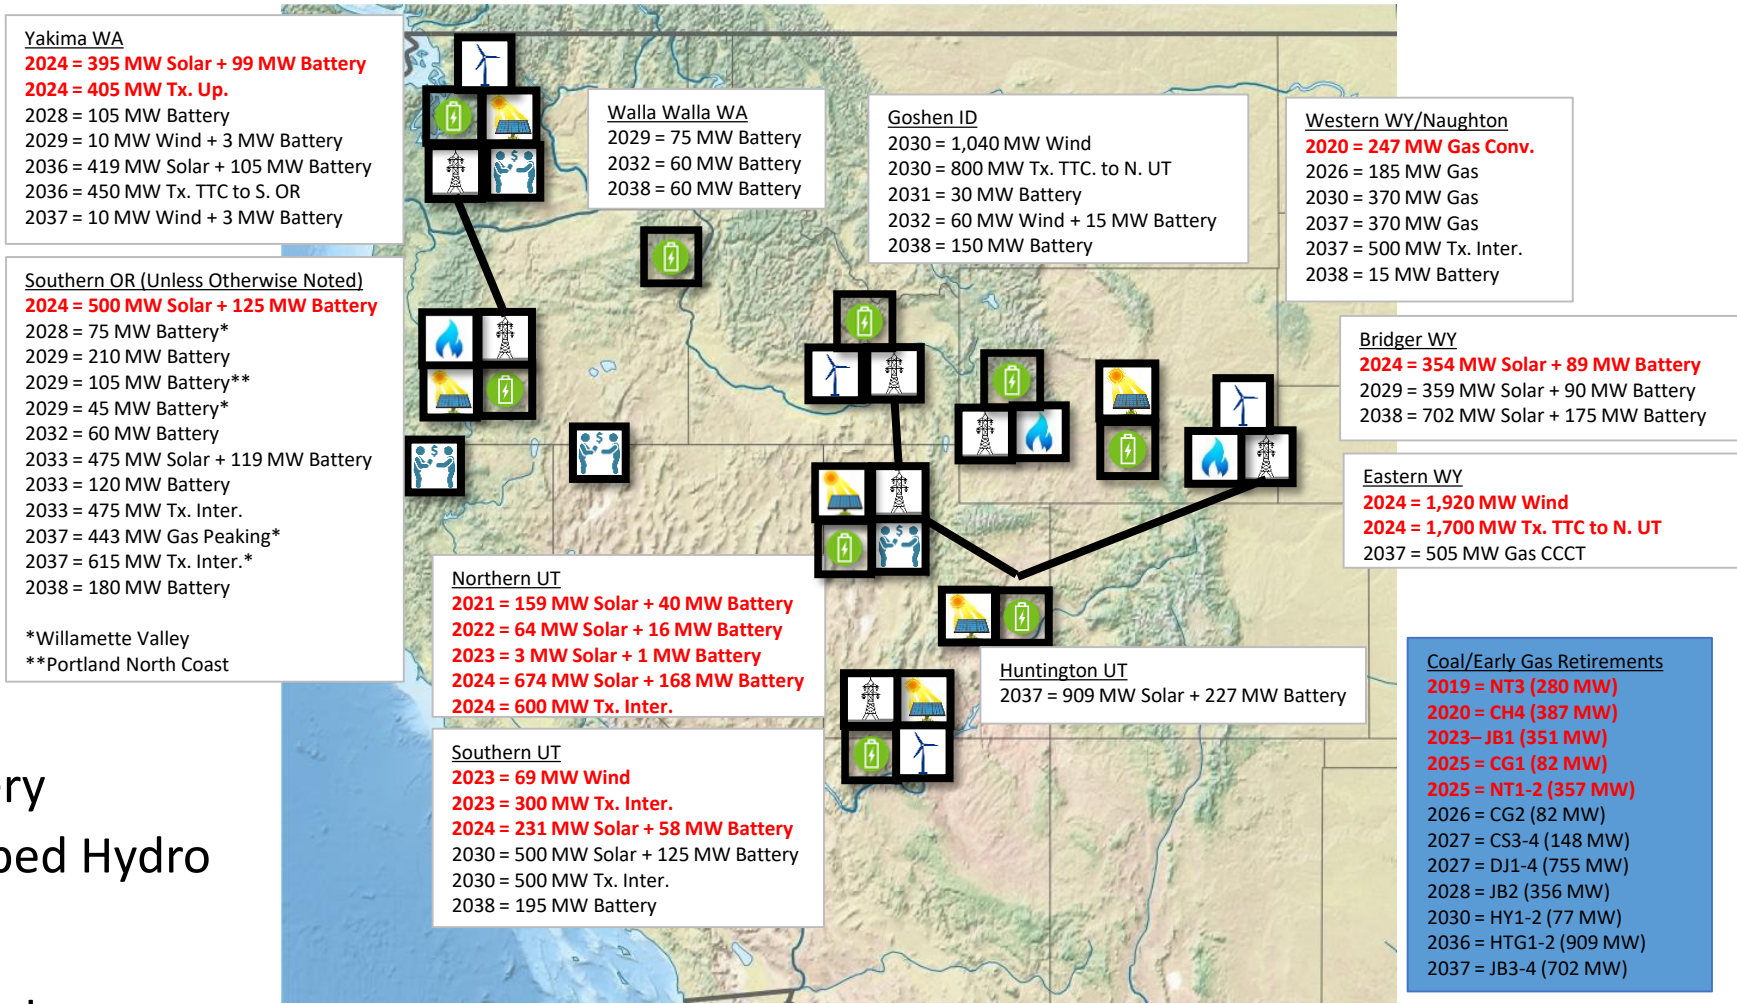 Yakima WA
2024 = 395 MW Solar + 99 MW Battery
2024 = 405 MW Tx. Up.
2028 = 105 MW Battery
2029 = 10 MW Wind + 3 MW Battery
2036 = 419 MW Solar + 105 MW Battery
2036 = 450 MW Tx. TTC to S. OR
2037 = 10 MW Wind + 3 MW Battery
Walla Walla WA
2029 = 75 MW Battery
2032 = 60 MW Battery
2038 = 60 MW Battery
Goshen ID
2030 = 1,040 MW Wind
2030 = 800 MW Tx. TTC. to N. UT
2031 = 30 MW Battery
2032 = 60 MW Wind + 15 MW Battery
2038 = 150 MW Battery
Western WY/Naughton
2020 = 247 MW Gas Conv.
2026 = 185 MW Gas
2030 = 370 MW Gas
2037 = 370 MW Gas
2037 = 500 MW Tx. Inter.
2038 = 15 MW Battery
Southern OR (Unless Otherwise Noted)
2024 = 500 MW Solar + 125 MW Battery
2028 = 75 MW Battery*
2029 = 210 MW Battery
2029 = 105 MW Battery**
2029 = 45 MW Battery*
2032 = 60 MW Battery
2033 = 475 MW Solar + 119 MW Battery
2033 = 120 MW Battery
2033 = 475 MW Tx. Inter.
2037 = 443 MW Gas Peaking*
2037 = 615 MW Tx. Inter.*
2038 = 180 MW Battery
*Willamette Valley
**Portland North Coast
Bridger WY
2024 = 354 MW Solar + 89 MW Battery
2029 = 359 MW Solar + 90 MW Battery
2038 = 702 MW Solar + 175 MW Battery
Eastern WY
2024 = 1,920 MW Wind
2024 = 1,700 MW Tx. TTC to N. UT
2037 = 505 MW Gas CCCT
Northern UT
2021 = 159 MW Solar + 40 MW Battery
2022 = 64 MW Solar + 16 MW Battery
2023 = 3 MW Solar + 1 MW Battery
2024 = 674 MW Solar + 168 MW Battery
2024 = 600 MW Tx. Inter.
Huntington UT
2037 = 909 MW Solar + 227 MW Battery
Southern UT
2023 = 69 MW Wind
2023 = 300 MW Tx. Inter.
2024 = 231 MW Solar + 58 MW Battery
2030 = 500 MW Solar + 125 MW Battery
2030 = 500 MW Tx. Inter.
2038 = 195 MW Battery
Coal/Early Gas Retirements
2019 = NT3 (280 MW)
2020 = CH4 (387 MW)
2023– JB1 (351 MW)
2025 = CG1 (82 MW)
2025 = NT1-2 (357 MW)
2026 = CG2 (82 MW)
2027 = CS3-4 (148 MW)
2027 = DJ1-4 (755 MW)
2028 = JB2 (356 MW)
2030 = HY1-2 (77 MW)
2036 = HTG1-2 (909 MW)
2037 = JB3-4 (702 MW)
ry
ped Hydro